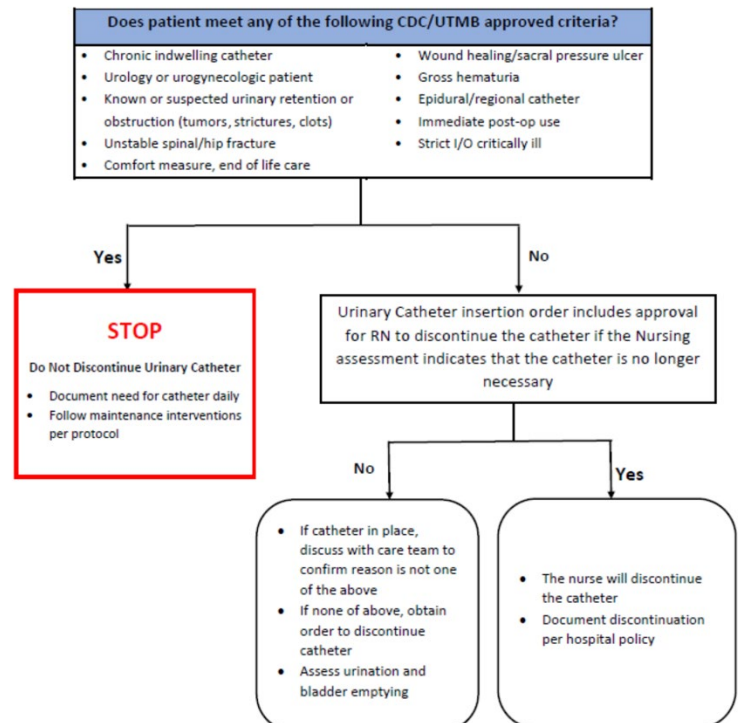 Does patient meet any of the following CDC/UTMB approved criteria?
• Chronic indwelling catheter
• Urology or urogynecologic patient
• Known or suspected urinary retention or
obstruction (tumors, strictures, clots)
• Unstable spinal/hip fracture
• Comfort measure, end of life care
• Wound healing/sacral pressure ulcer
• Gross hematuria
• Epidural/regional catheter
• Immediate post-op use
• Strict I/O critically ill
Yes
No
STOP
Do Not Discontinue Urinary Catheter
• Document need for catheter daily
• Follow maintenance interventions
per protocol
Urinary Catheter insertion order includes approval
for RN to discontinue the catheter if the Nursing
assessment indicates that the catheter is no longer
necessary
No
Yes
• If catheter in place,
discuss with care team to
confirm reason is not one
of the above
• If none of above, obtain
order to discontinue
catheter
• Assess urination and
bladder emptying
• The nurse will discontinue
the catheter
• Document discontinuation
per hospital policy